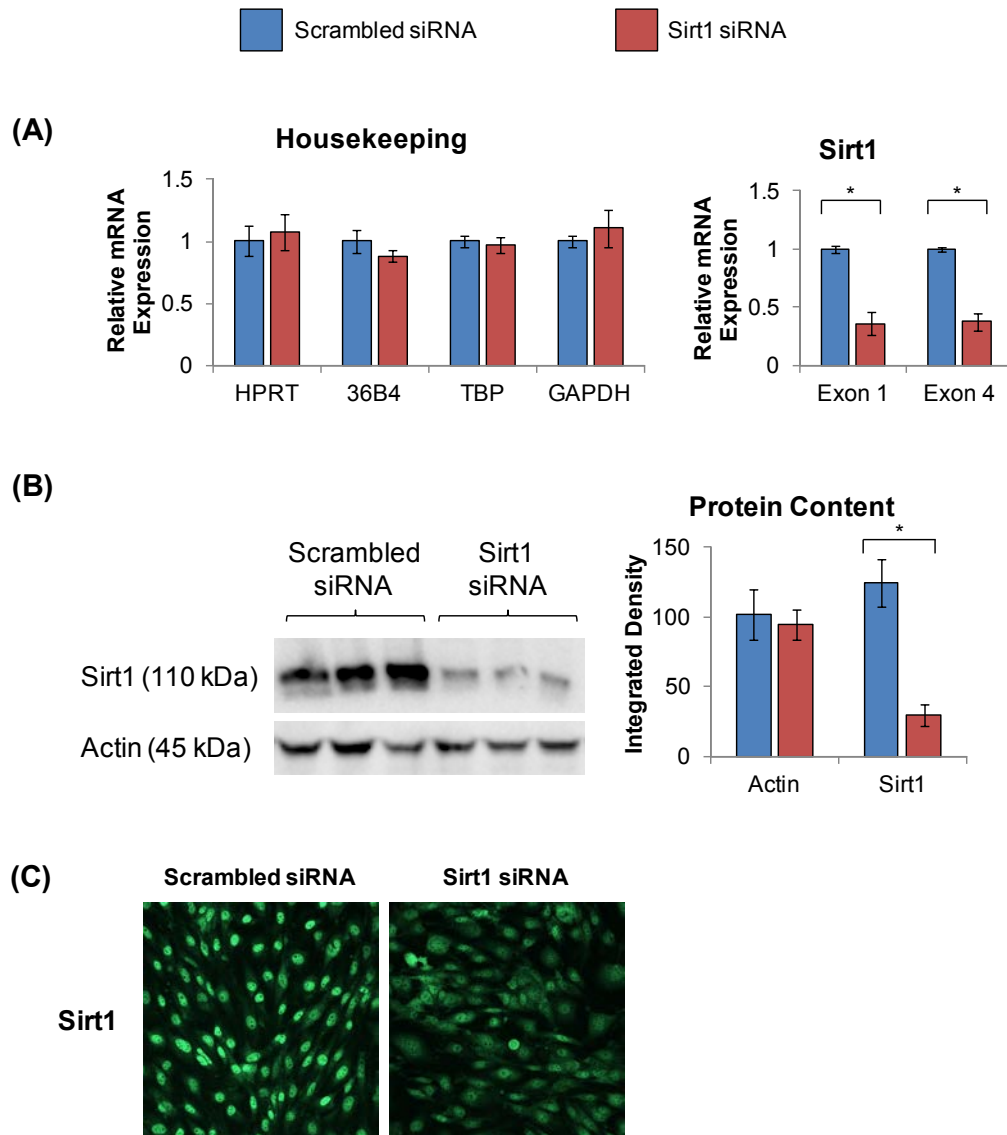 Scrambled siRNA
Sirt1 siRNA
(A)
Housekeeping
Relative mRNA
Expression
1.5
1
0.5
0
HPRT
36B4
TBP
GAPDH
Sirt1
Relative mRNA
Expression
1.5
1
0.5
0
*
*
Exon 1
Exon 4
(B)
Scrambled
siRNA
Sirt1
siRNA
Sirt1 (110 kDa)
Actin (45 kDa)
Protein Content
Integrated Density
150
100
50
0
*
Actin
Sirt1
(C)
Scrambled siRNA
Sirt1 siRNA
Sirt1